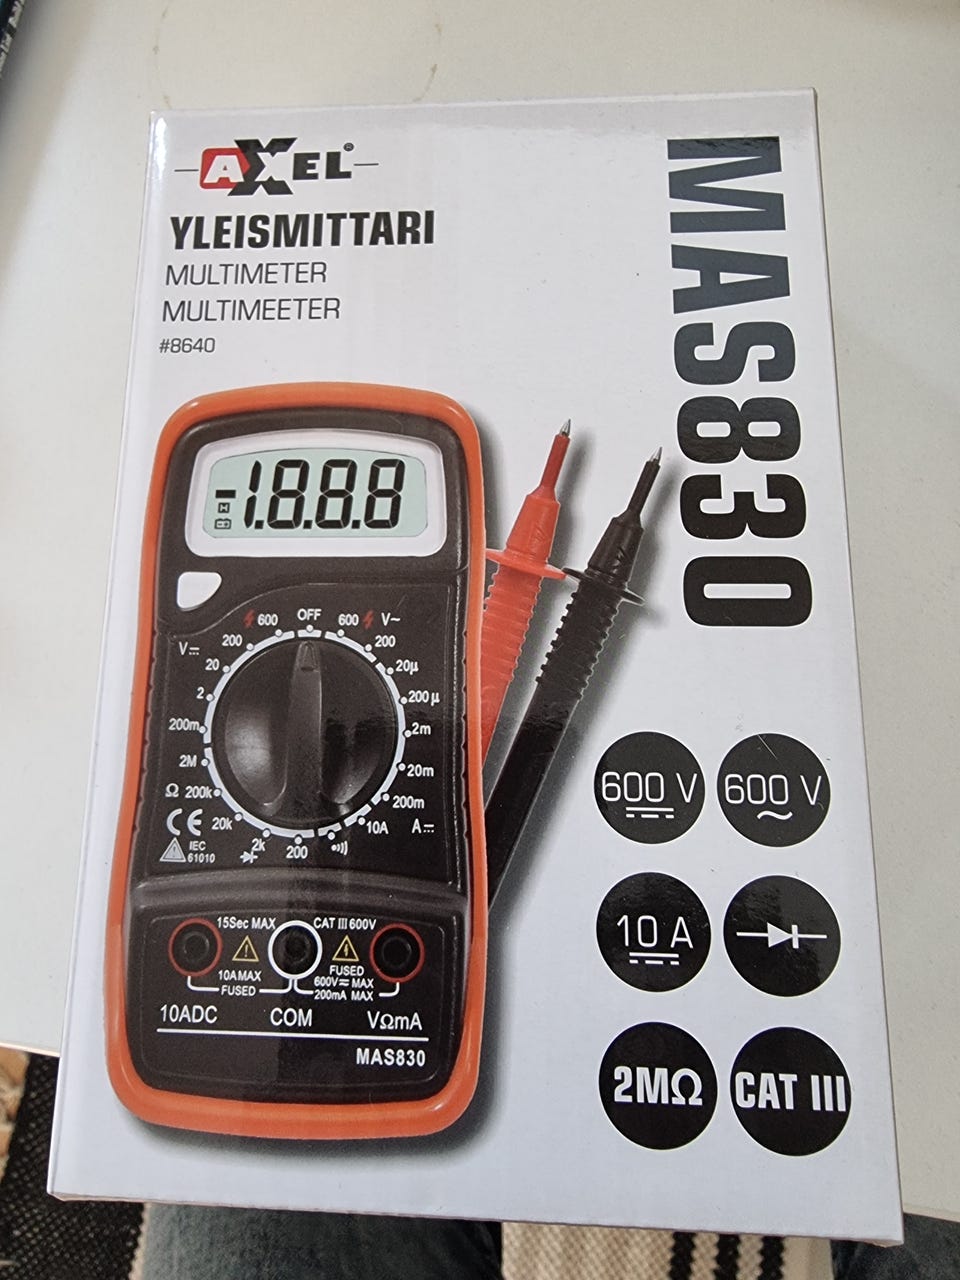 AXEL®
YLEISMITTARI
MULTIMETER
MULTIMEETER
#8640
MAS830
-1.8.8.8
OFF
600
600 V~
200
200
V⎓
20
20µ
2
200µ
200m
2m
2M
20m
Ω 200k
200m
CE
20k
10A
A⎓
IEC
61010
2k
200
15Sec MAX
CAT III 600V
10A MAX
FUSED
FUSED
600V≂ MAX
200mA MAX
10ADC
COM
VΩmA
MAS830
600 V
600 V
~
10 A
2MΩ
CAT III